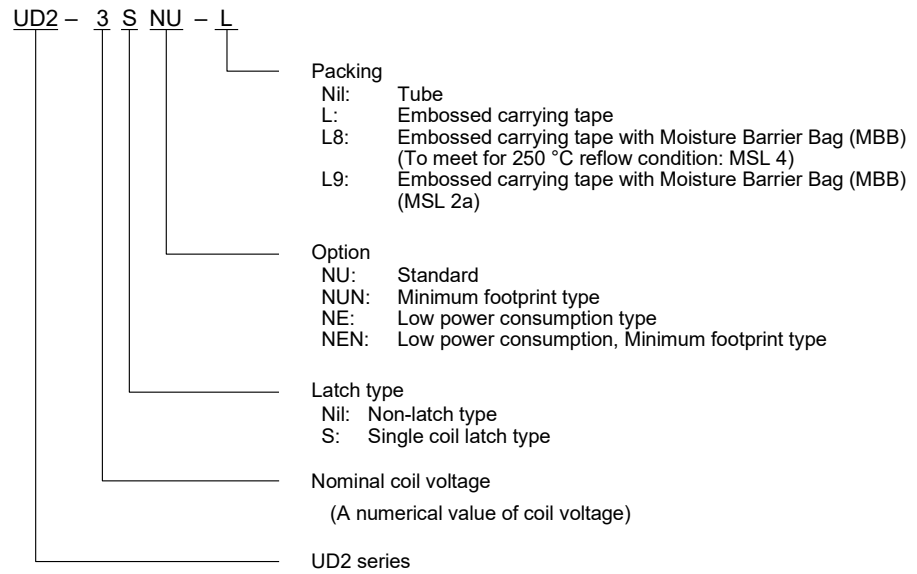 UD2 – 3 S NU – L
Packing
Nil: Tube
L: Embossed carrying tape
L8: Embossed carrying tape with Moisture Barrier Bag (MBB)
(To meet for 250 °C reflow condition: MSL 4)
L9: Embossed carrying tape with Moisture Barrier Bag (MBB)
(MSL 2a)
Option
NU: Standard
NUN: Minimum footprint type
NE: Low power consumption type
NEN: Low power consumption, Minimum footprint type
Latch type
Nil: Non-latch type
S: Single coil latch type
Nominal coil voltage
(A numerical value of coil voltage)
UD2 series